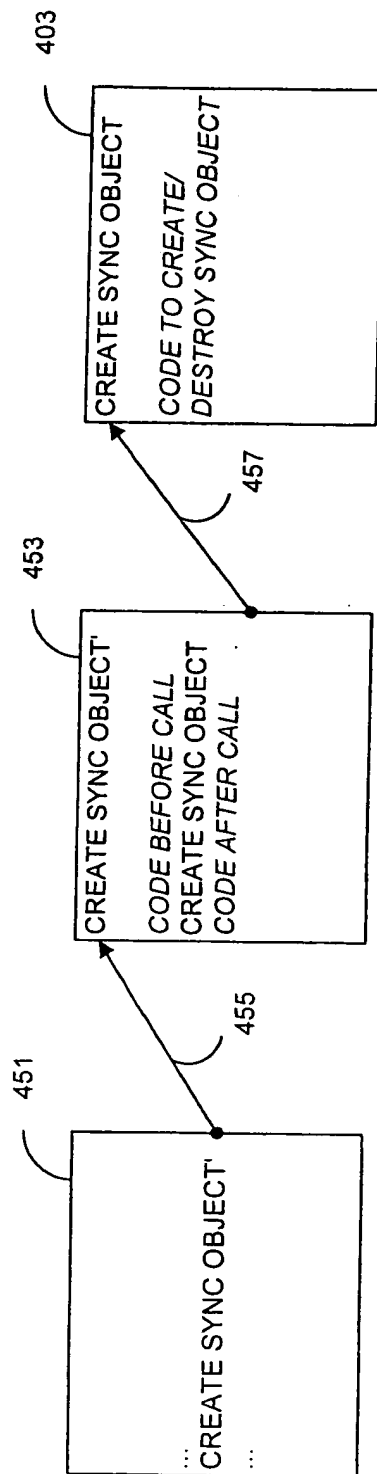 451
...
CREATE SYNC OBJECT'
...
455
453
CREATE SYNC OBJECT'
CODE BEFORE CALL
CREATE SYNC OBJECT
CODE AFTER CALL
457
403
CREATE SYNC OBJECT
CODE TO CREATE/
DESTROY SYNC OBJECT